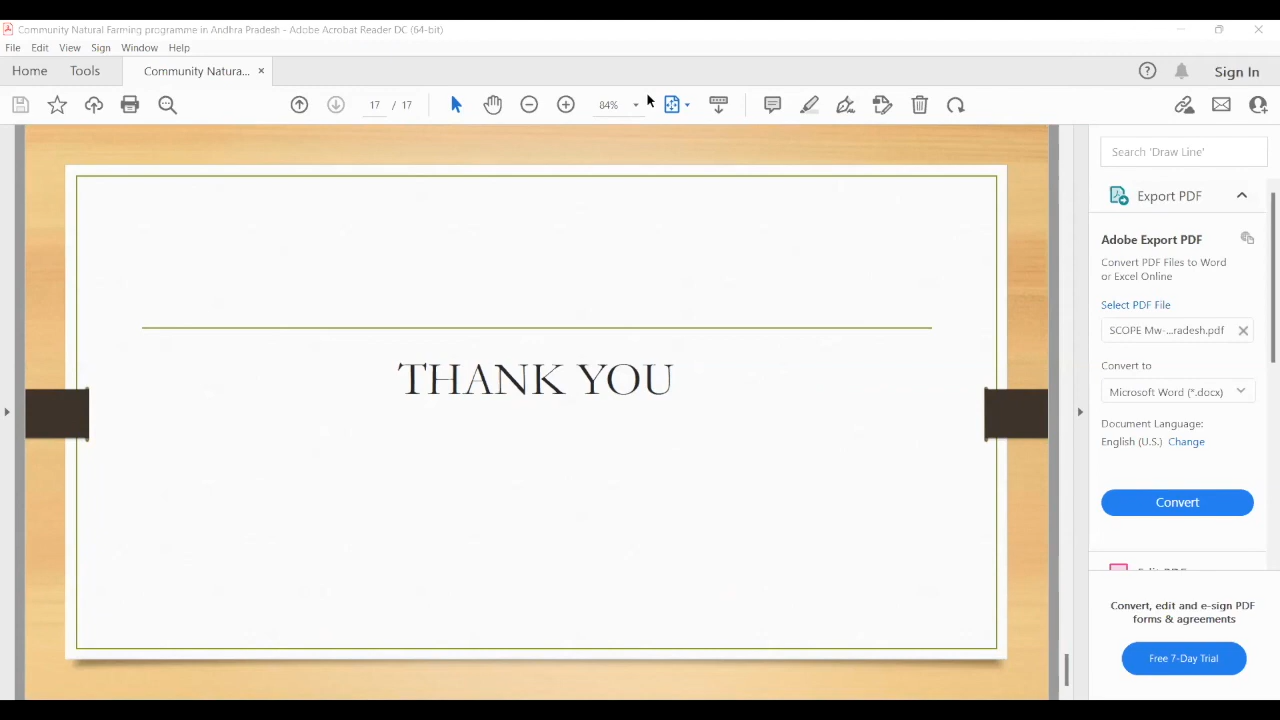 Community Natural Farming programme in Andhra Pradesh - Adobe Acrobat Reader DC (64-bit)
File Edit View Sign Window Help
Home Tools Community Natura... × Sign In
17 / 17 84%
Search 'Draw Line'
Export PDF
Adobe Export PDF
Convert PDF Files to Word
or Excel Online
Select PDF File
SCOPE Mw-...radesh.pdf
Convert to
Microsoft Word (*.docx)
Document Language:
English (U.S.) Change
Convert
THANK YOU
Convert, edit and e-sign PDF
forms & agreements
Free 7-Day Trial